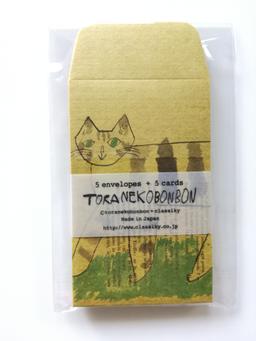 5 envelopes + 5 cards
TORANEKOBONBON
©toranekobonbon+classiky
Made in Japan
http://www.classiky.co.jp